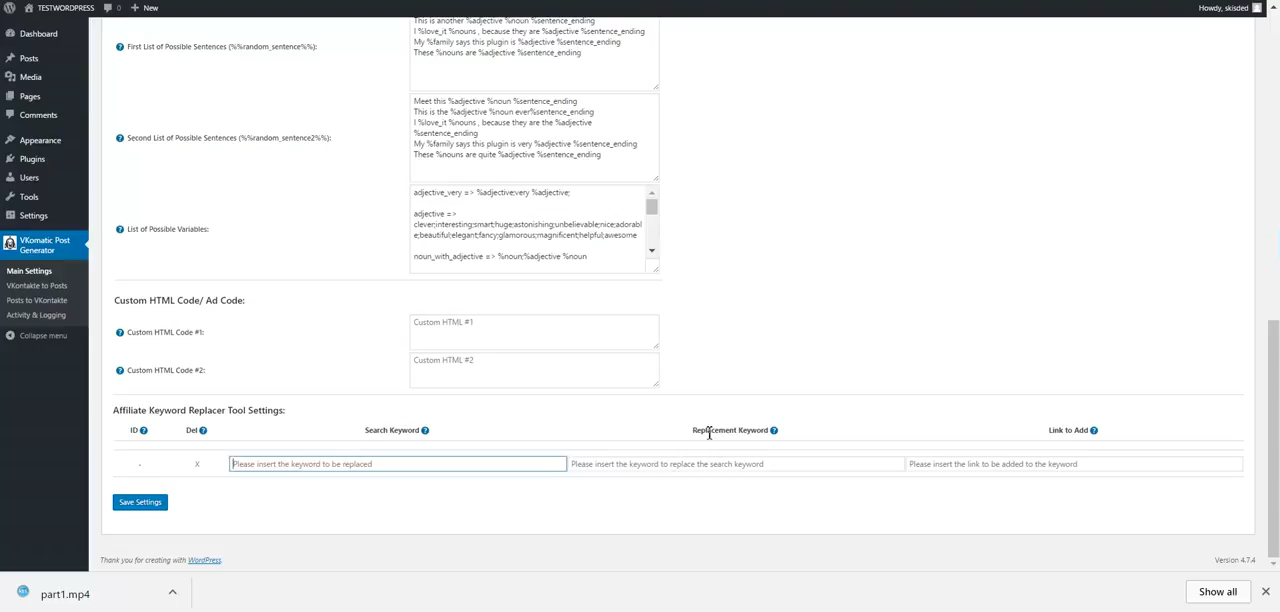 TESTWORDPRESS
0
New
Howdy, skisded
Dashboard
Posts
Media
Pages
Comments
Appearance
Plugins
Users
Tools
Settings
VKomatic Post
Generator
Main Settings
VKontakte to Posts
Posts to VKontakte
Activity & Logging
Collapse menu
First List of Possible Sentences (%%random_sentence%%):
This is another %adjective %sentence_ending
I %love_it %nouns , because they are %adjective %sentence_ending
My %family says this plugin is %adjective %sentence_ending
These %nouns are %adjective %sentence_ending
Second List of Possible Sentences (%%random_sentence2%%):
Meet this %adjective %noun %sentence_ending
This is the %adjective %noun ever%sentence_ending
I %love_it %nouns , because they are the %adjective
%sentence_ending
My %family says this plugin is very %adjective %sentence_ending
These %nouns are quite %adjective %sentence_ending
List of Possible Variables:
adjective_very => %adjective;very %adjective;
adjective =>
clever;interesting;smart;huge;astonishing;unbelievable;nice;adorabl
e;beautiful;elegant;fancy;glamorous;magnificent;helpful;awesome
noun_with_adjective => %noun;%adjective %noun
Custom HTML Code/ Ad Code:
Custom HTML Code #1:
Custom HTML #1
Custom HTML Code #2:
Custom HTML #2
Affiliate Keyword Replacer Tool Settings:
ID
Del
Search Keyword
Replacement Keyword
Link to Add
-
X
Please insert the keyword to be replaced
Please insert the keyword to replace the search keyword
Please insert the link to be added to the keyword
Save Settings
Thank you for creating with WordPress.
Version 4.7.4
part1.mp4
Show all